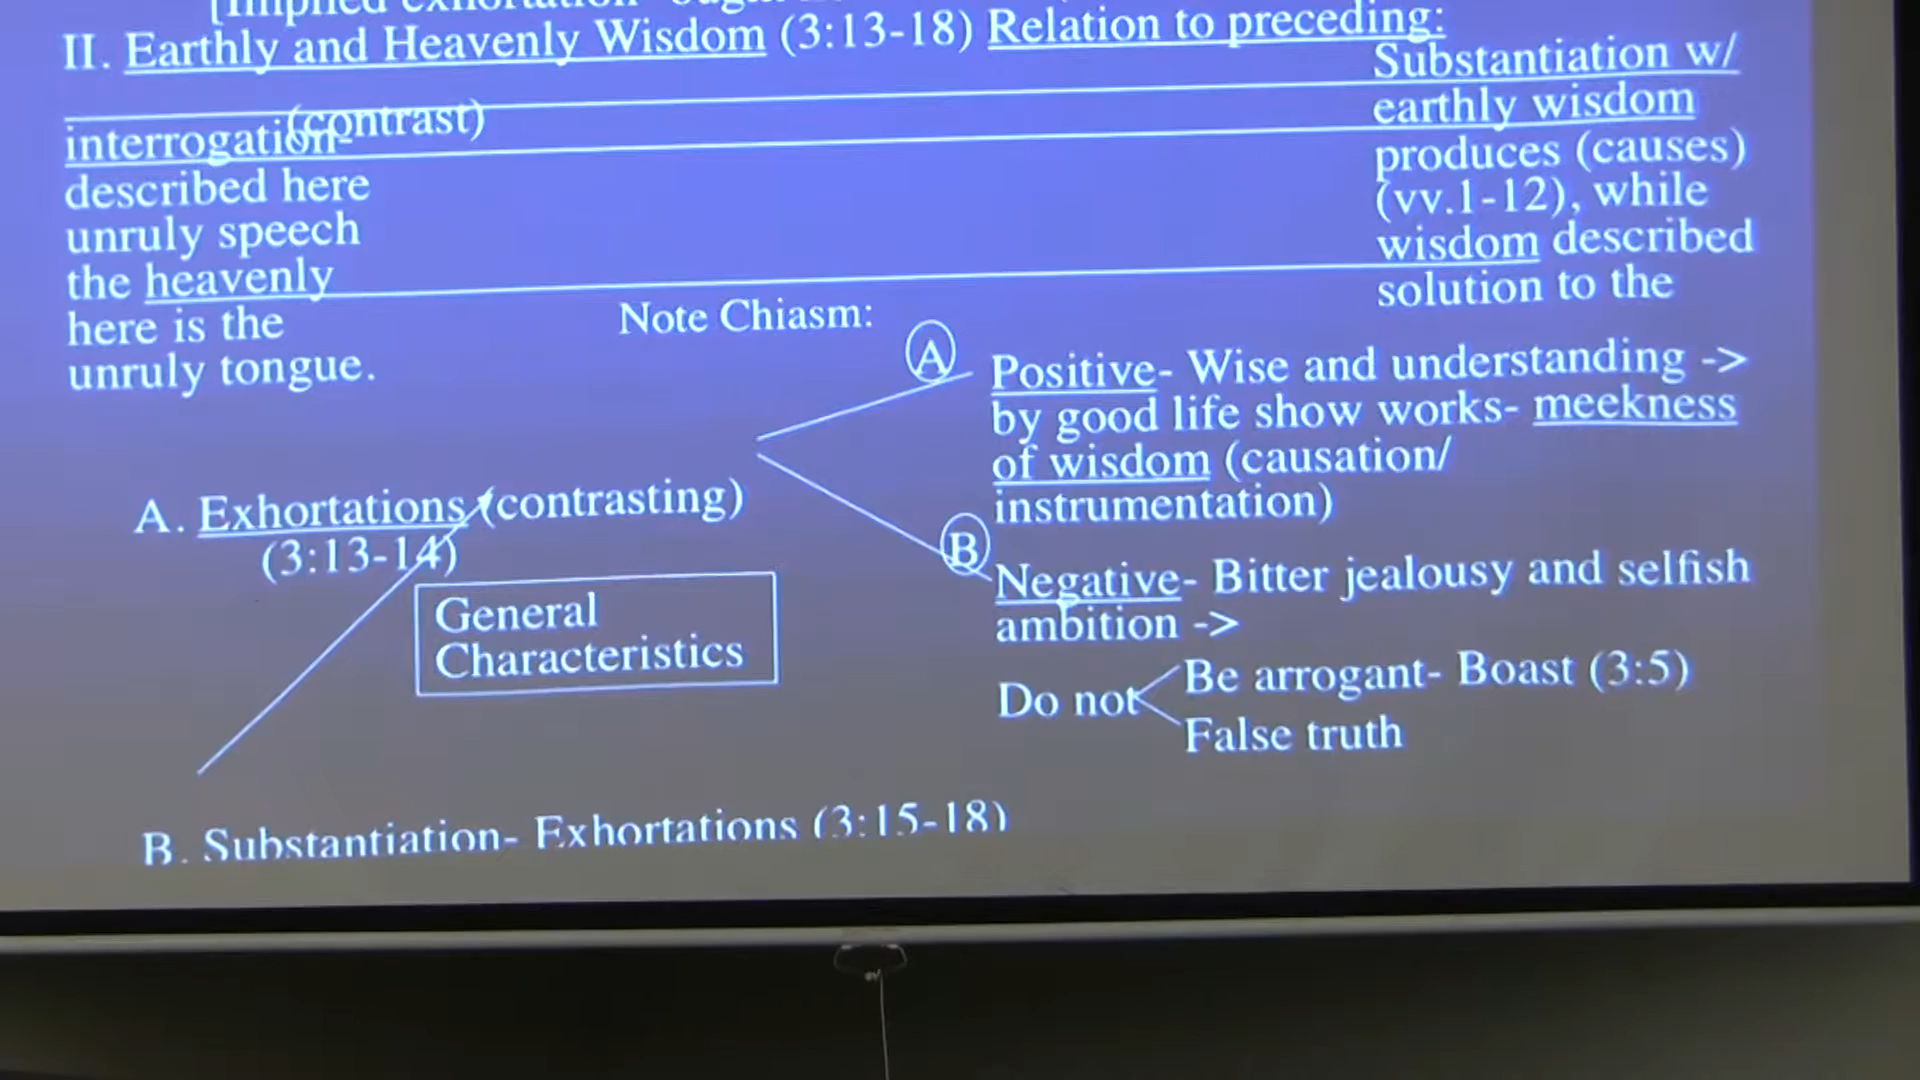 [Implied exhortation-
II. Earthly and Heavenly Wisdom (3:13-18) Relation to preceding:
Substantiation w/
(contrast)
interrogation-
earthly wisdom
described here
produces (causes)
unruly speech
(vv.1-12), while
the heavenly
wisdom described
here is the
solution to the
unruly tongue.
Note Chiasm:
A
Positive- Wise and understanding ->
by good life show works- meekness
of wisdom (causation/
instrumentation)
A. Exhortations (contrasting)
(3:13-14)
B
Negative- Bitter jealousy and selfish
ambition ->
General
Characteristics
Do not
Be arrogant- Boast (3:5)
False truth
B. Substantiation- Exhortations (3:15-18)